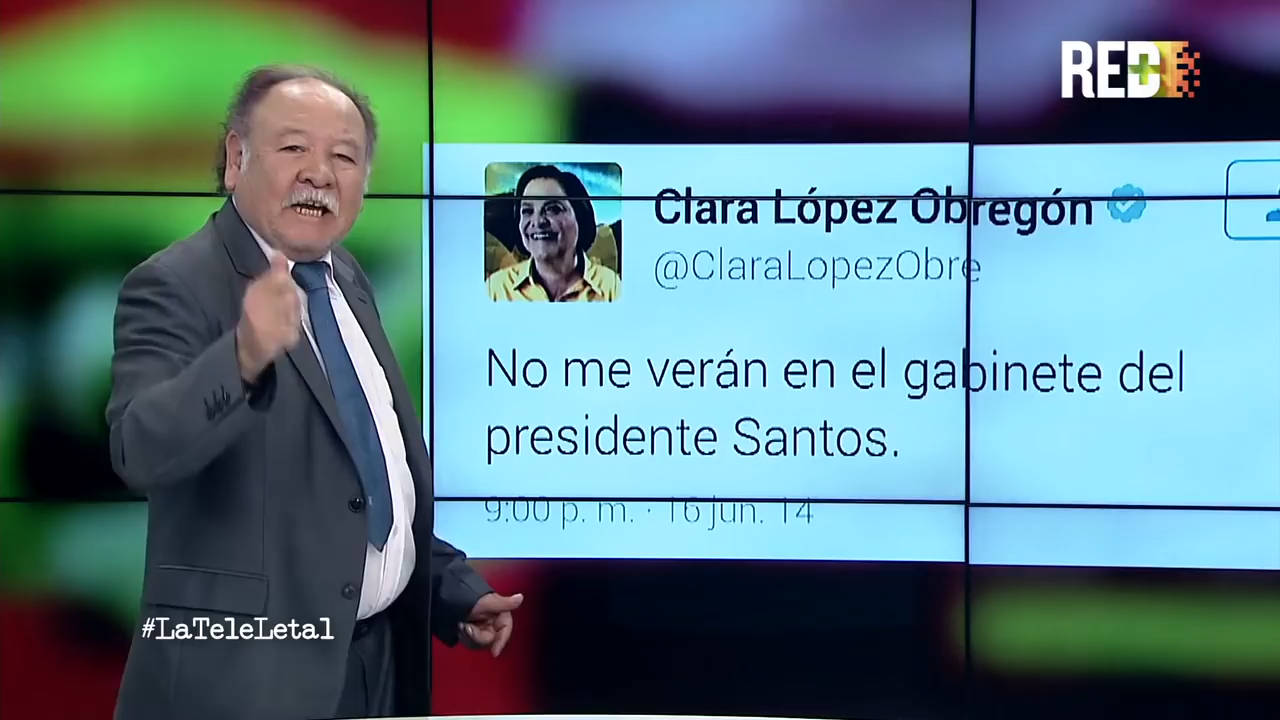 RED+
Clara López Obregón
@ClaraLopezObre
No me verán en el gabinete del
presidente Santos.
9:00 p. m. · 16 jun. 14
#LaTeleLetal